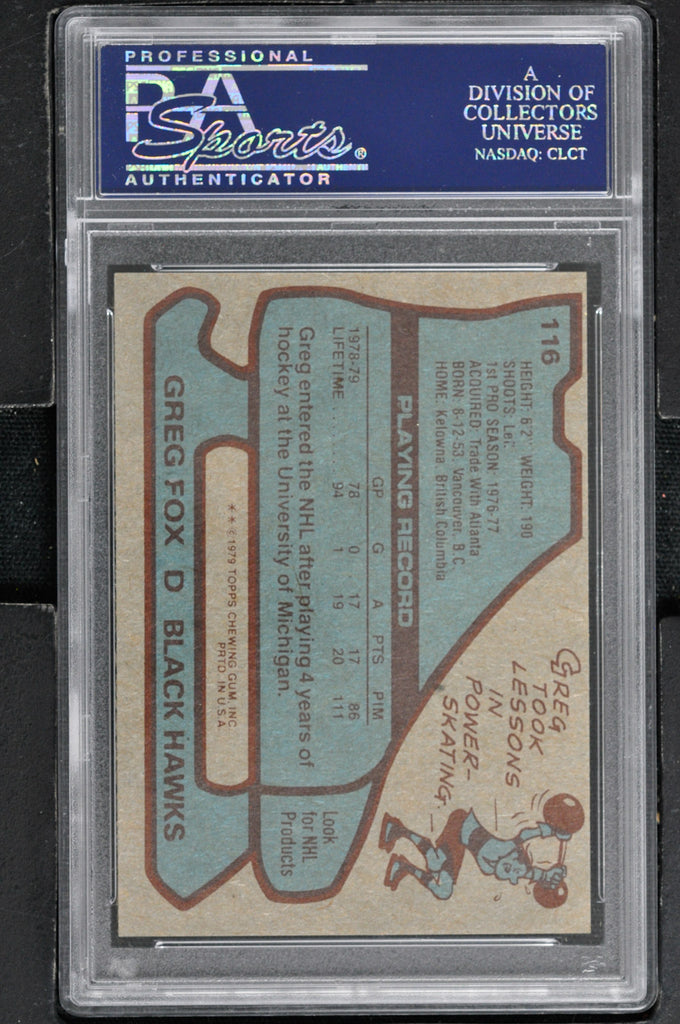 PROFESSIONAL
PSA
Sports®
AUTHENTICATOR
A
DIVISION OF
COLLECTORS
UNIVERSE
NASDAQ: CLCT
116
HEIGHT: 6'2" WEIGHT: 190
SHOOTS: Left
ACQUIRED: Trade With Atlanta
1st PRO SEASON: 1976-77
BORN: 8-12-53, Vancouver, B.C.
HOME: Kelowna, British Columbia
GREG
TOOK
LESSONS
IN
POWER-
SKATING.
PLAYING RECORD
GP G A PTS PIM
1978-79 78 0 17 17 86
LIFETIME . . . . . 94 1 19 20 111
Greg entered the NHL after playing 4 years of
hockey at the University of Michigan.
Look
for NHL
Products
** © 1979 TOPPS CHEWING GUM, INC.
PRTD. IN U.S.A.
GREG FOX D BLACK HAWKS